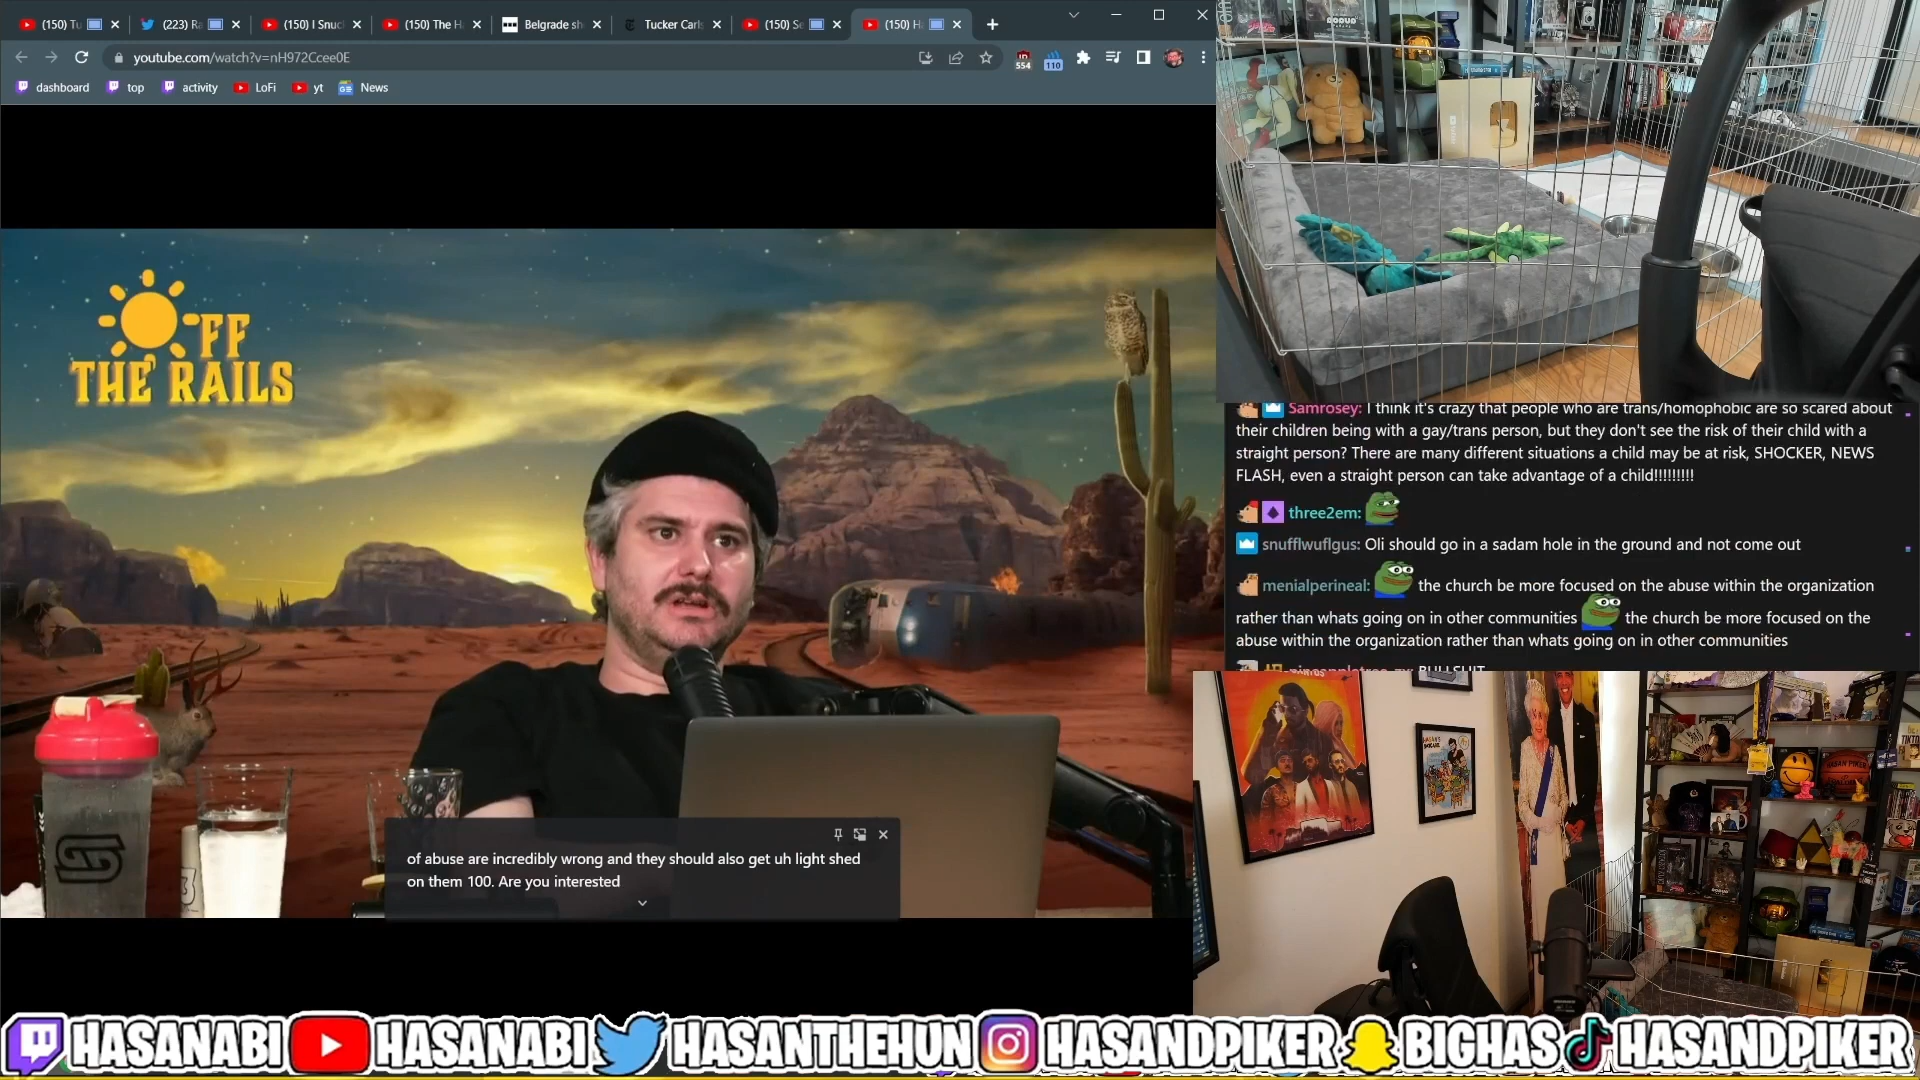 (150) Tu
(223) Ra
(150) I Snuc
(150) The H
Belgrade sh
Tucker Carls
(150) Se
(150) H
youtube.com/watch?v=nH972Ccee0E
554
110
dashboard
top
activity
LoFi
yt
News
OFF
THE RAILS
of abuse are incredibly wrong and they should also get uh light shed
on them 100. Are you interested
Samrosey: I think it's crazy that people who are trans/homophobic are so scared about
their children being with a gay/trans person, but they don't see the risk of their child with a
straight person? There are many different situations a child may be at risk, SHOCKER, NEWS
FLASH, even a straight person can take advantage of a child!!!!!!!!!
three2em:
snufflwuflgus: Oli should go in a sadam hole in the ground and not come out
menialperineal: the church be more focused on the abuse within the organization
rather than whats going on in other communities the church be more focused on the
abuse within the organization rather than whats going on in other communities
HASAN PIKER
HASANABI HASANABI HASANTHEHUN HASANDPIKER BIGHAS HASANDPIKER